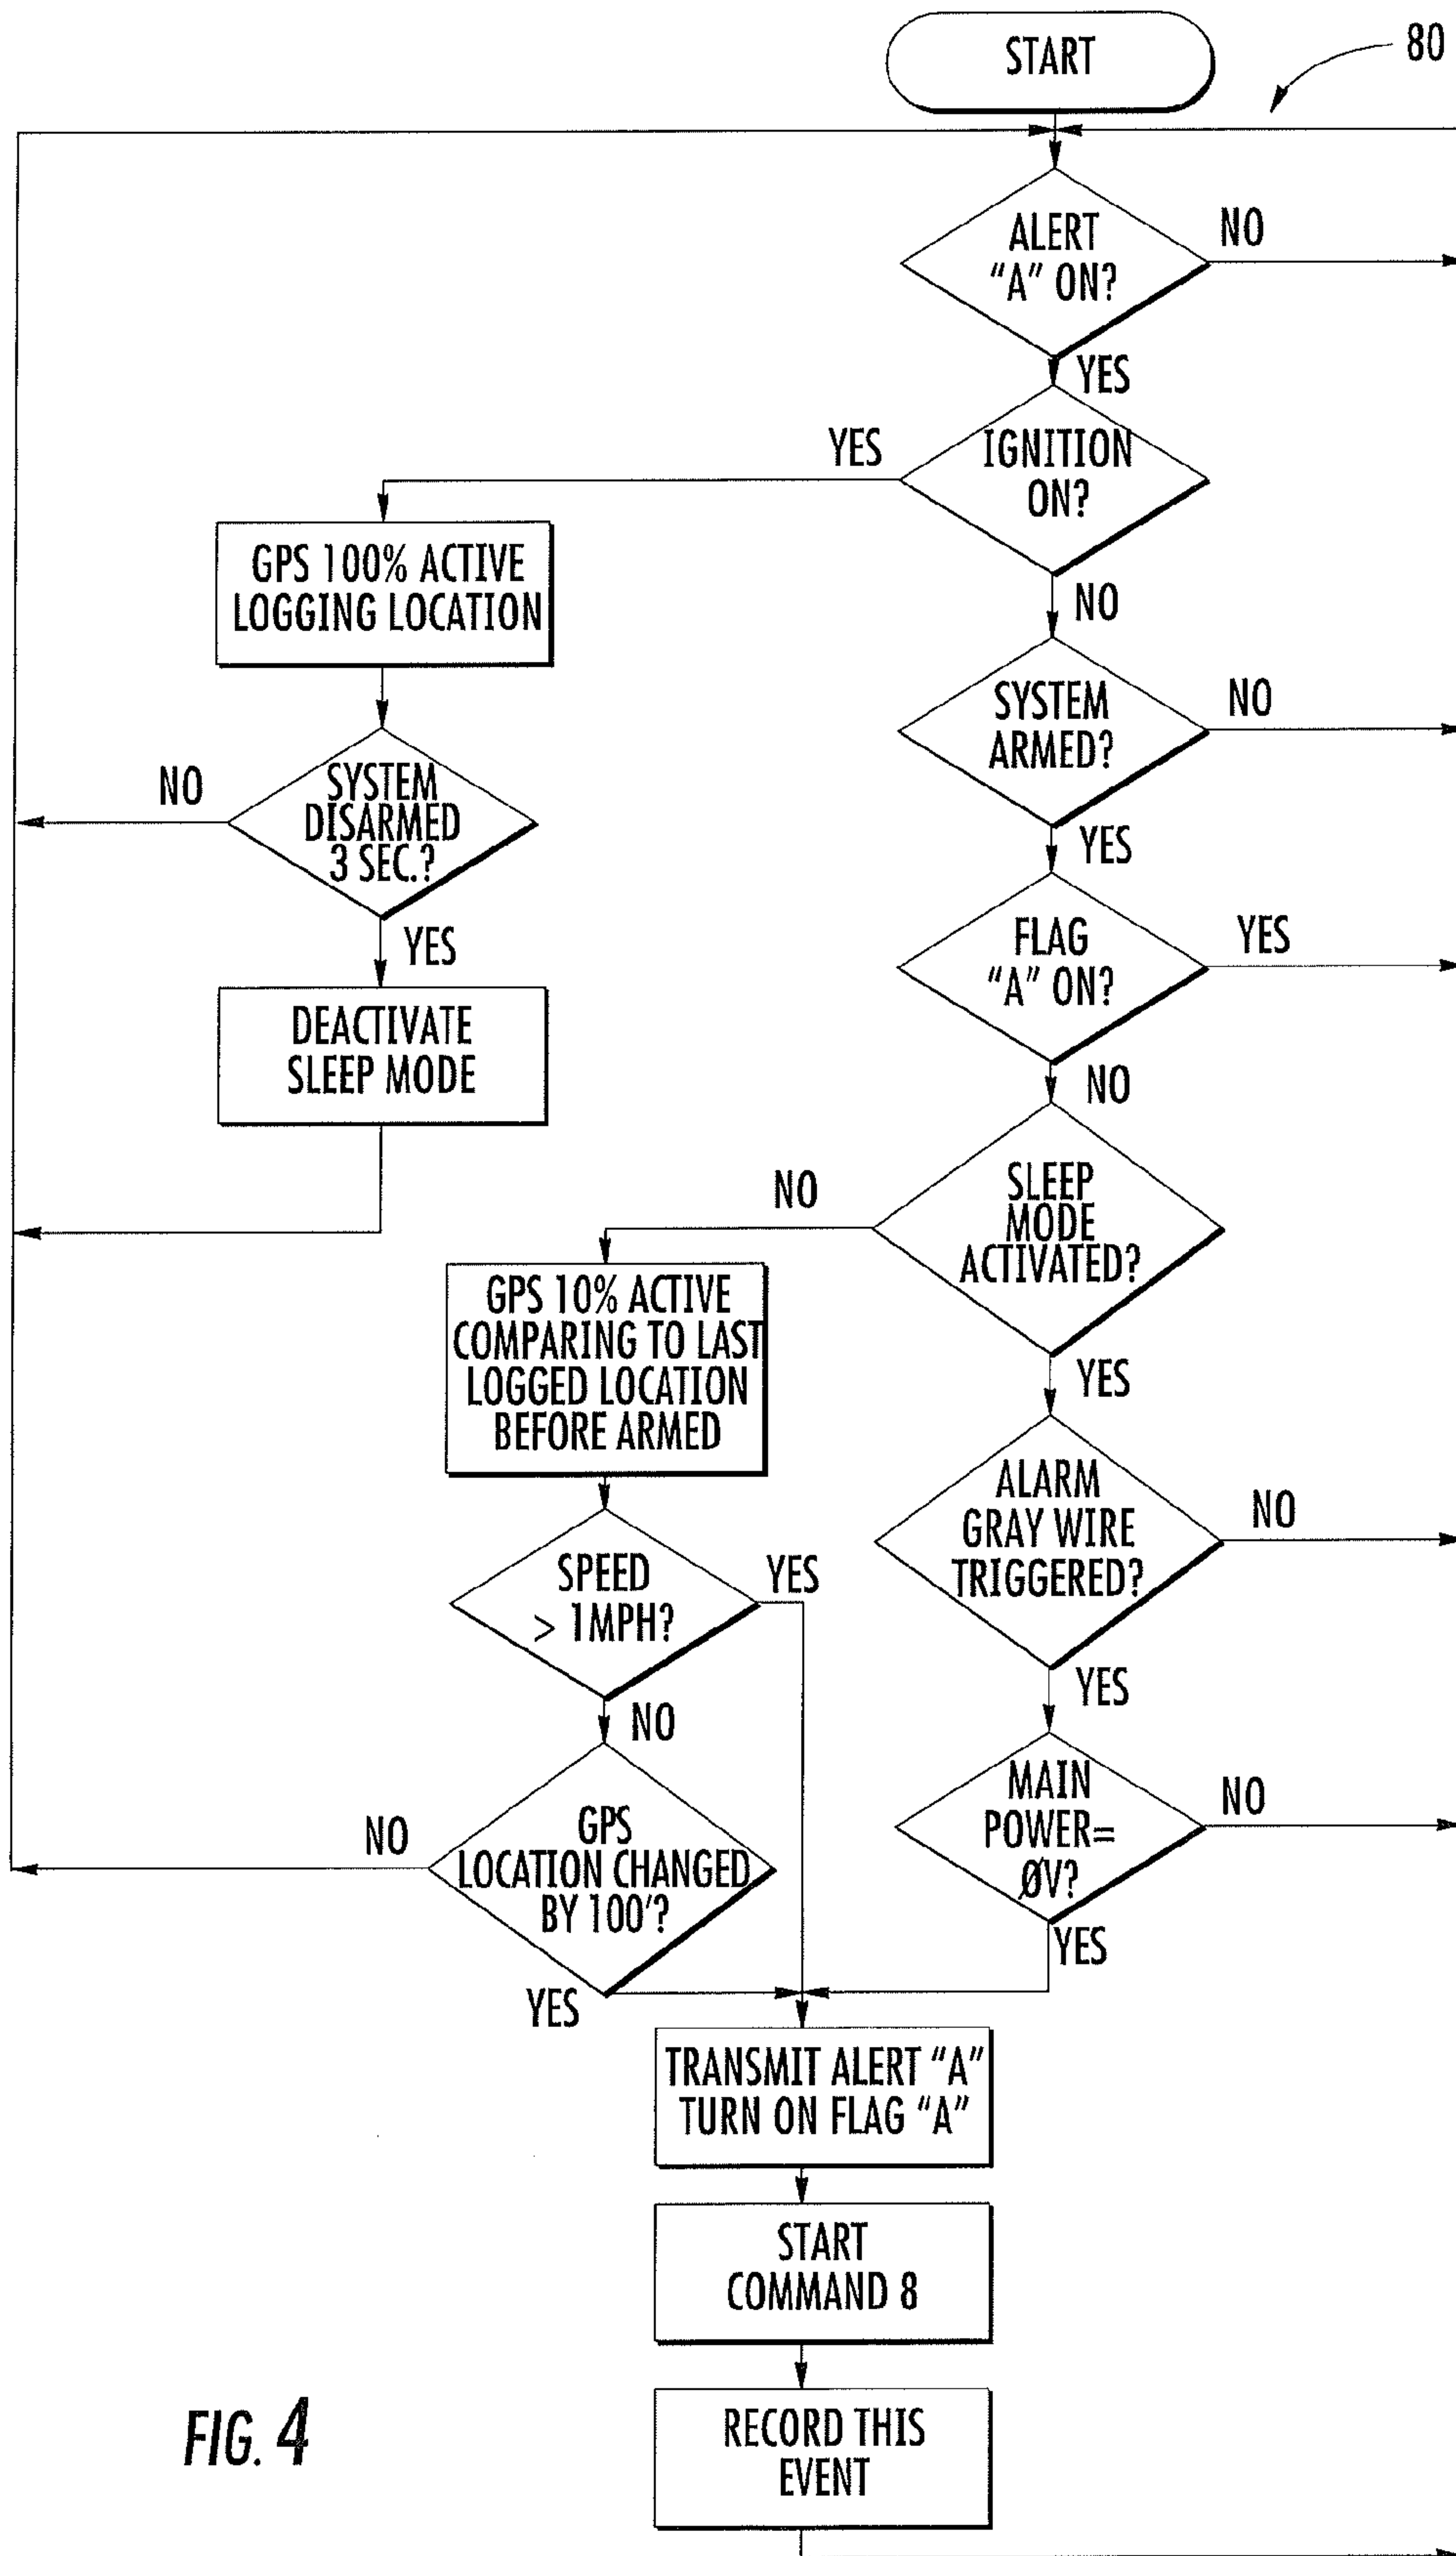 START
80
ALERT
"A" ON?
NO
YES
IGNITION
ON?
YES
NO
GPS 100% ACTIVE
LOGGING LOCATION
SYSTEM
ARMED?
NO
YES
SYSTEM
DISARMED
3 SEC.?
NO
YES
FLAG
"A" ON?
YES
NO
DEACTIVATE
SLEEP MODE
SLEEP
MODE
ACTIVATED?
NO
YES
GPS 10% ACTIVE
COMPARING TO LAST
LOGGED LOCATION
BEFORE ARMED
ALARM
GRAY WIRE
TRIGGERED?
NO
YES
SPEED
> 1MPH?
YES
NO
MAIN
POWER=
ØV?
NO
YES
GPS
LOCATION CHANGED
BY 100'?
NO
YES
TRANSMIT ALERT "A"
TURN ON FLAG "A"
START
COMMAND 8
RECORD THIS
EVENT
FIG. 4